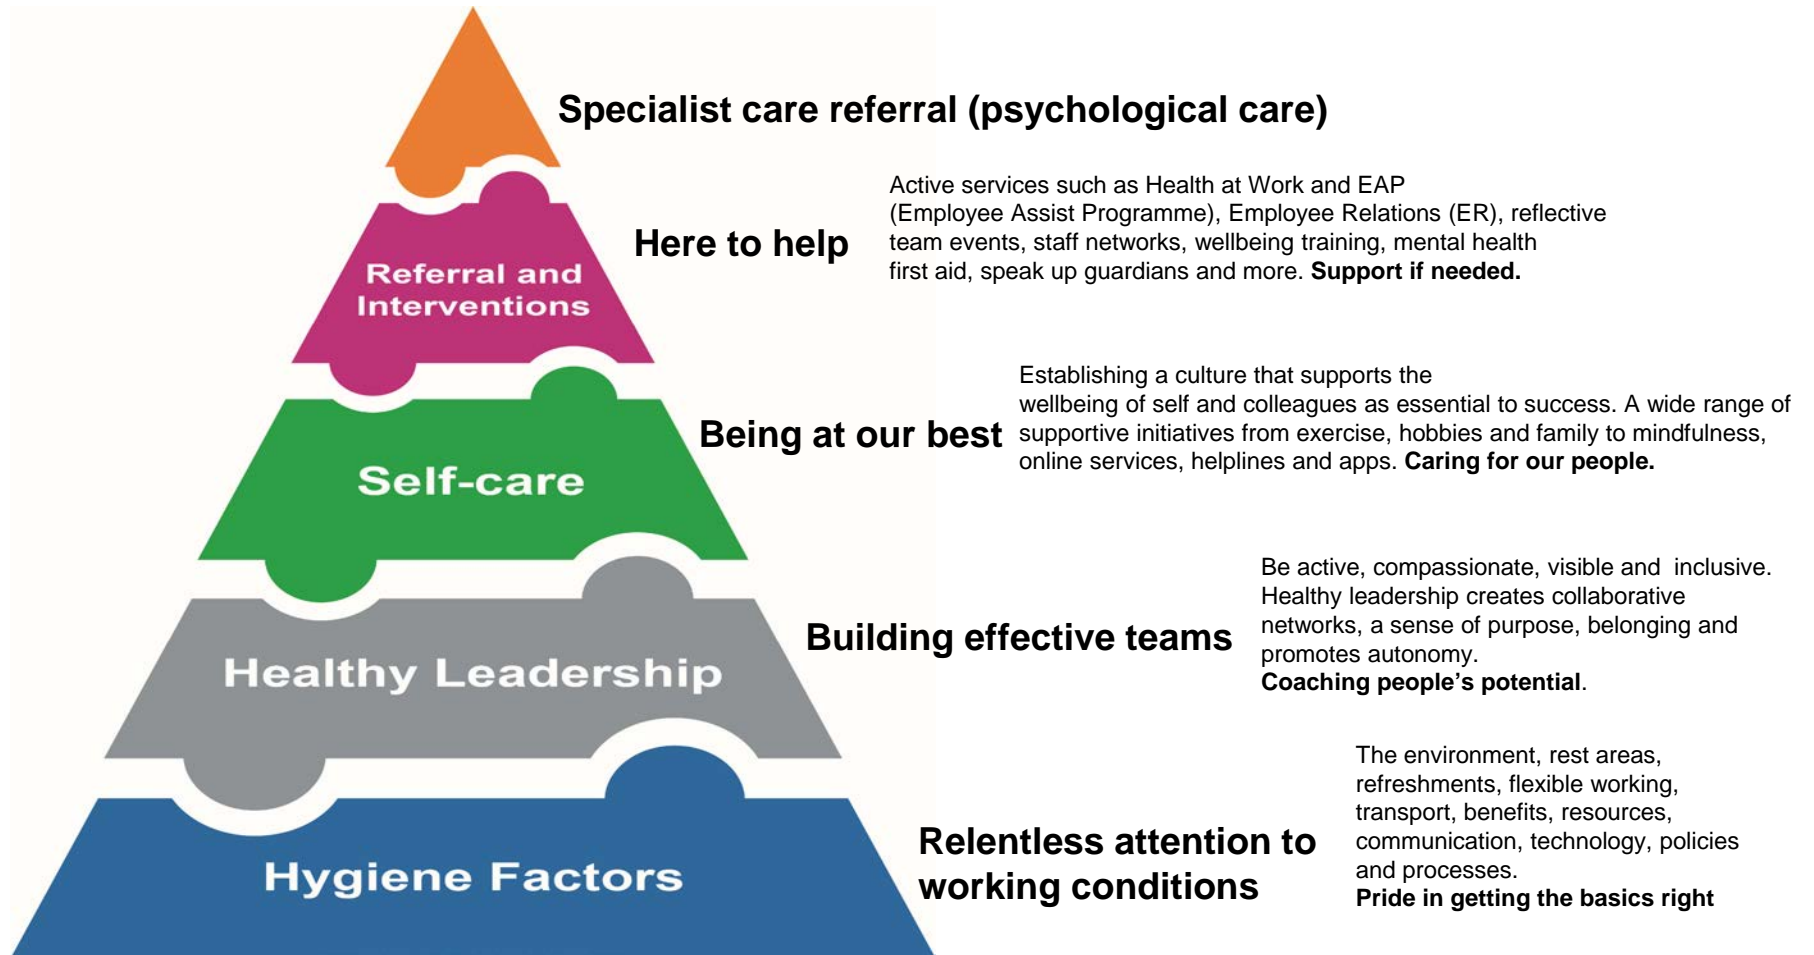 Specialist care referral (psychological care)
Referral and
Interventions
Here to help
Active services such as Health at Work and EAP
(Employee Assist Programme), Employee Relations (ER), reflective
team events, staff networks, wellbeing training, mental health
first aid, speak up guardians and more. Support if needed.
Self-care
Being at our best
Establishing a culture that supports the
wellbeing of self and colleagues as essential to success. A wide range of
supportive initiatives from exercise, hobbies and family to mindfulness,
online services, helplines and apps. Caring for our people.
Healthy Leadership
Building effective teams
Be active, compassionate, visible and  inclusive.
Healthy leadership creates collaborative
networks, a sense of purpose, belonging and
promotes autonomy.
Coaching people’s potential.
Hygiene Factors
Relentless attention to
working conditions
The environment, rest areas,
refreshments, flexible working,
transport, benefits, resources,
communication, technology, policies
and processes.
Pride in getting the basics right